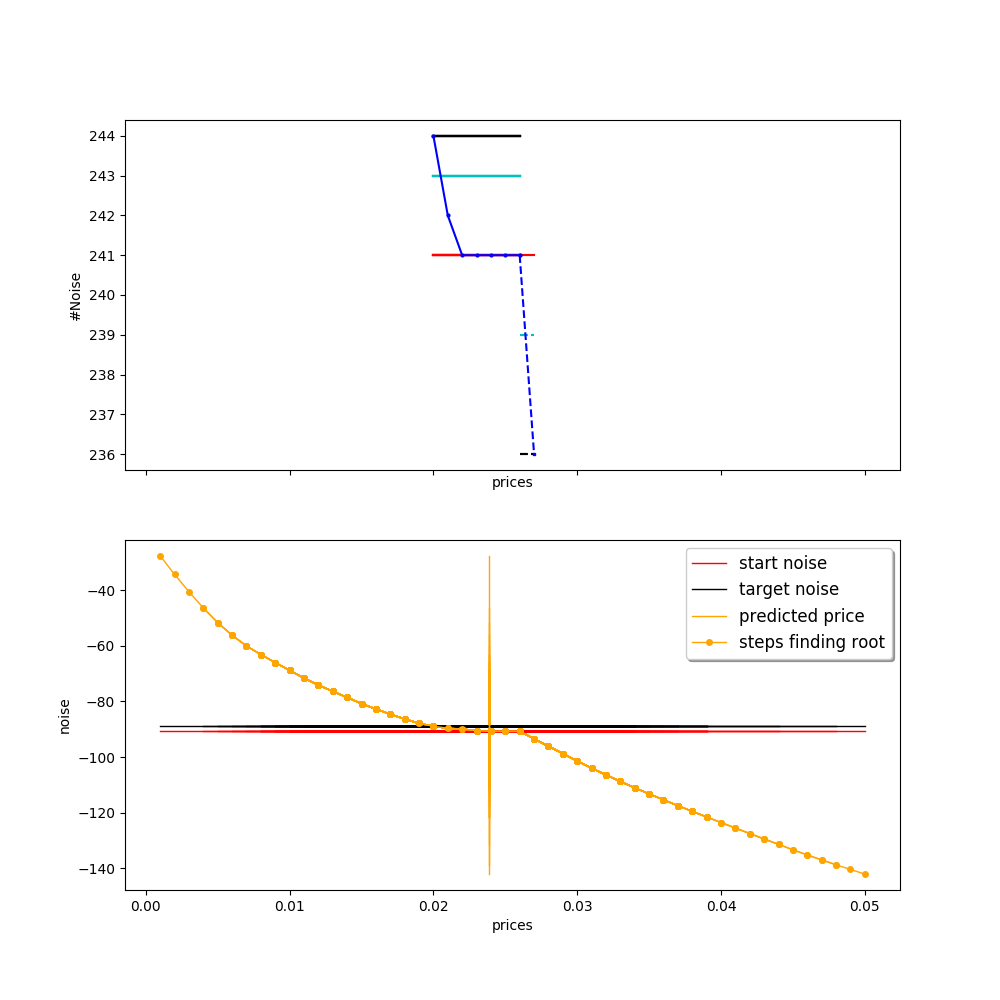 244
243
242
241
240
239
238
237
236
#Noise
prices
start noise
target noise
predicted price
steps finding root
−40
−60
−80
−100
−120
−140
noise
0.00 0.01 0.02 0.03 0.04 0.05
prices